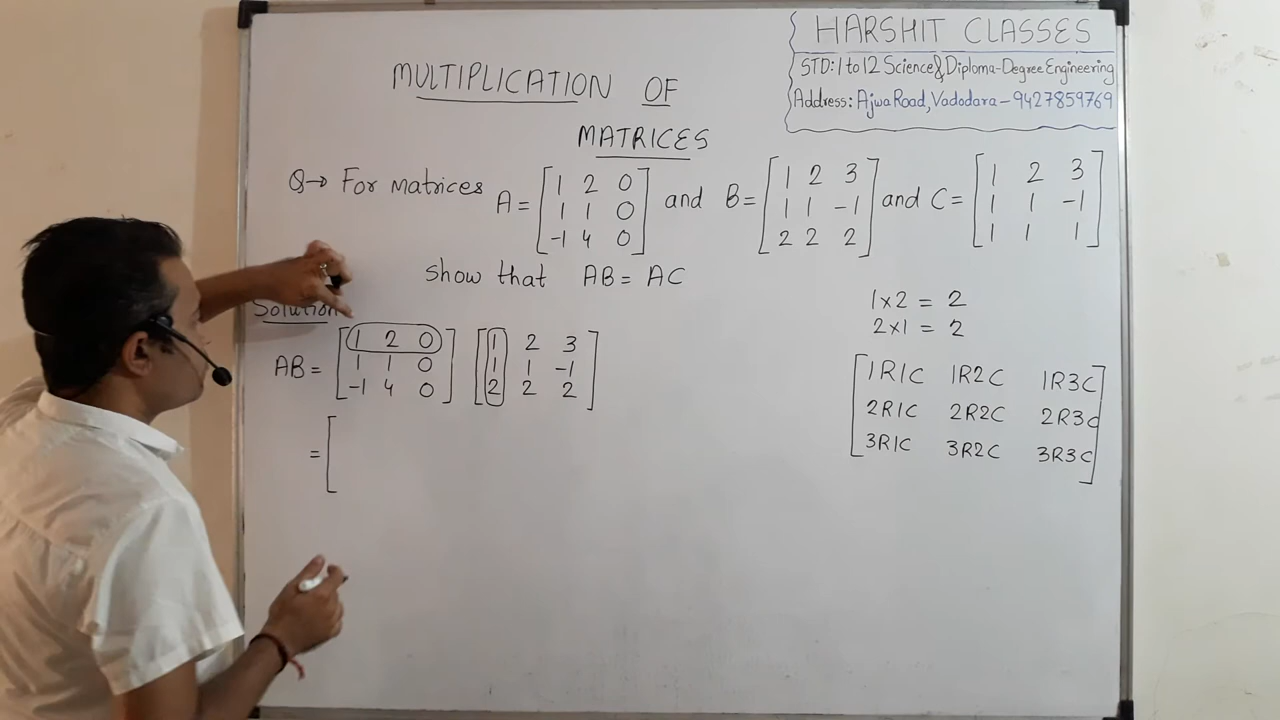 HARSHIT CLASSES
STD: 1 to 12 Science & Diploma-Degree Engineering
Address: Ajwa Road, Vadodara - 9427859769
MULTIPLICATION OF
MATRICES
Q→ For matrices A = [1 2 0 and B = [1 2 3 and C = [1 2 3
1 1 0 1 1 -1 1 1 -1
-1 4 0] 2 2 2] 1 1 1]
show that AB = AC
Solution
1 x 2 = 2
2 x 1 = 2
AB = [1 2 0 [1 2 3
1 1 0 1 1 -1
-1 4 0] 2 2 2]
= [
[1R1C 1R2C 1R3C
2R1C 2R2C 2R3C
3R1C 3R2C 3R3C]